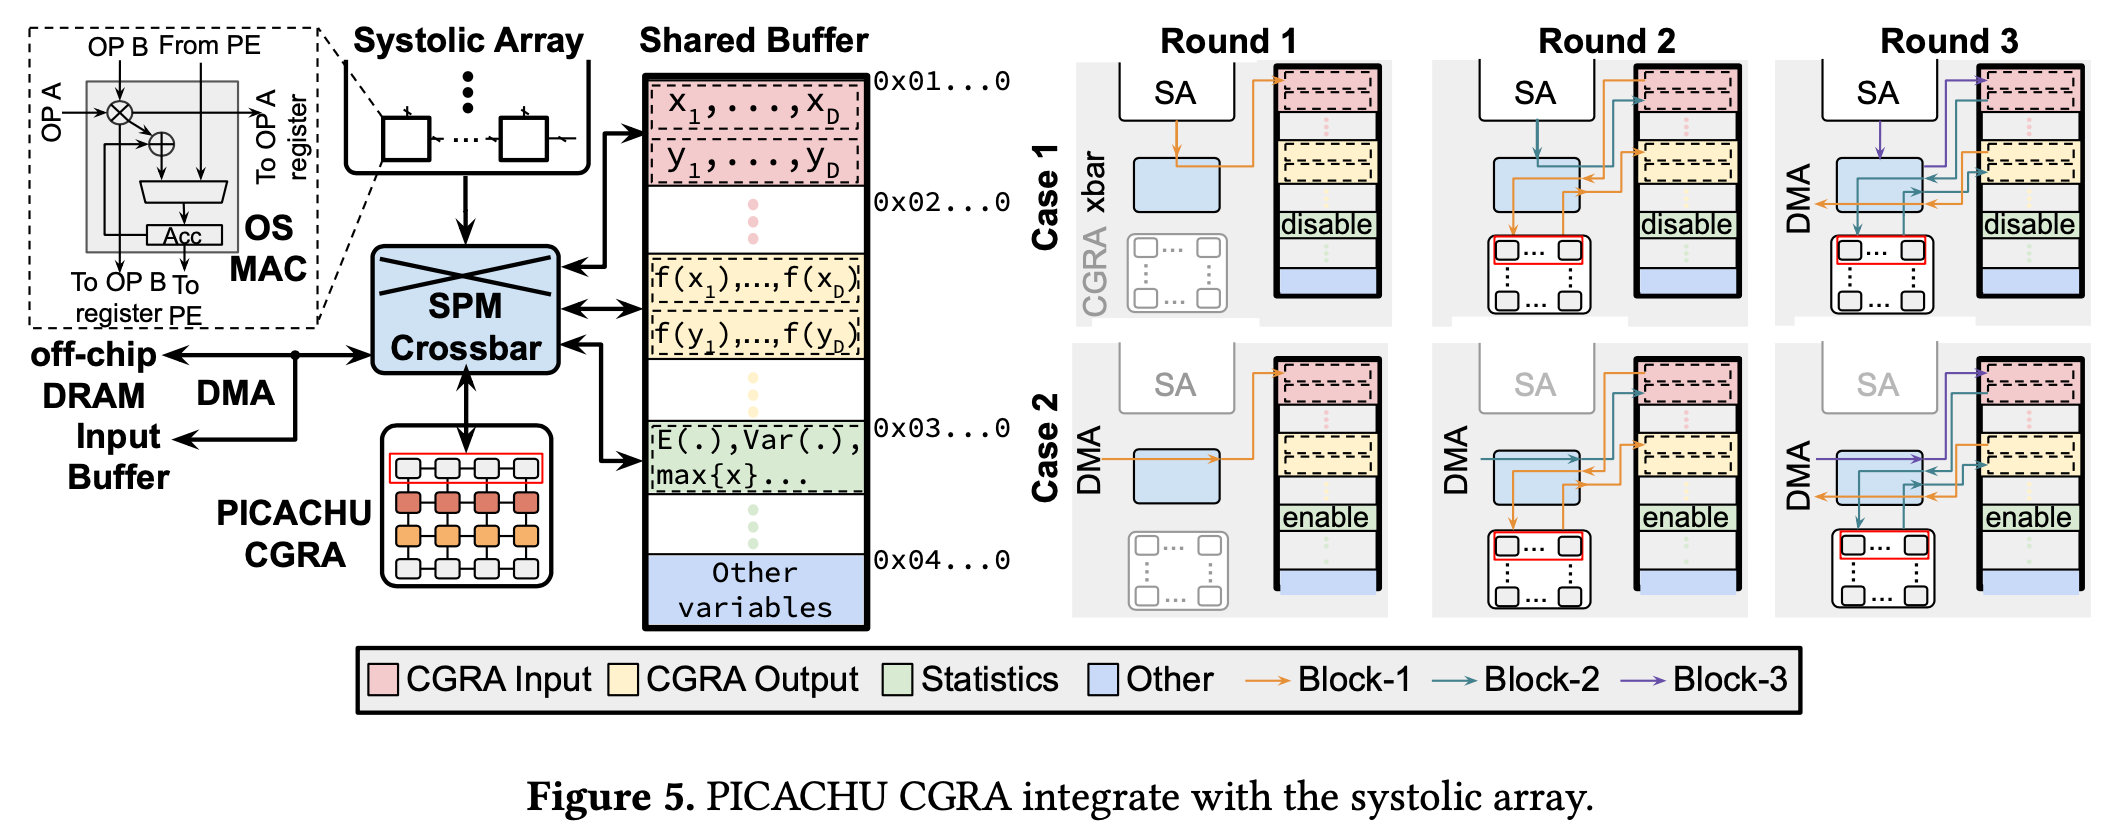 OP B From PE
OP A
To OP A
register
OS
MAC
Acc
To OP B To
register PE
Systolic Array
...
SPM
Crossbar
off-chip
DRAM
DMA
Input
Buffer
PICACHU
CGRA
Shared Buffer
x1,...,xD
y1,...,yD
f(x1),...,f(xD)
f(y1),...,f(yD)
E(.),Var(.),
max{x}...
Other
variables
0x01...0
0x02...0
0x03...0
0x04...0
Round 1
Round 2
Round 3
Case 1
CGRA xbar
SA
...
...
disable
SA
...
...
disable
DMA
SA
...
...
disable
Case 2
DMA
SA
...
...
enable
DMA
SA
...
...
enable
DMA
SA
...
...
enable
CGRA Input
CGRA Output
Statistics
Other
Block-1
Block-2
Block-3
Figure 5. PICACHU CGRA integrate with the systolic array.